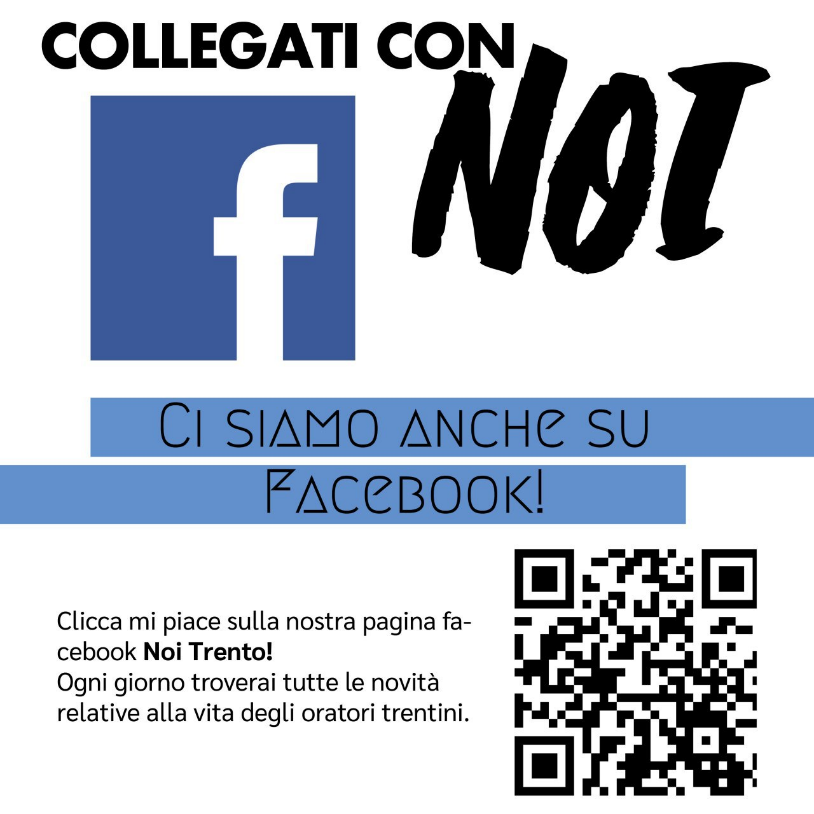 COLLEGATI CON
NOI
f
Ci siamo anche su
Facebook!
Clicca mi piace sulla nostra pagina fa-
cebook Noi Trento!
Ogni giorno troverai tutte le novità
relative alla vita degli oratori trentini.